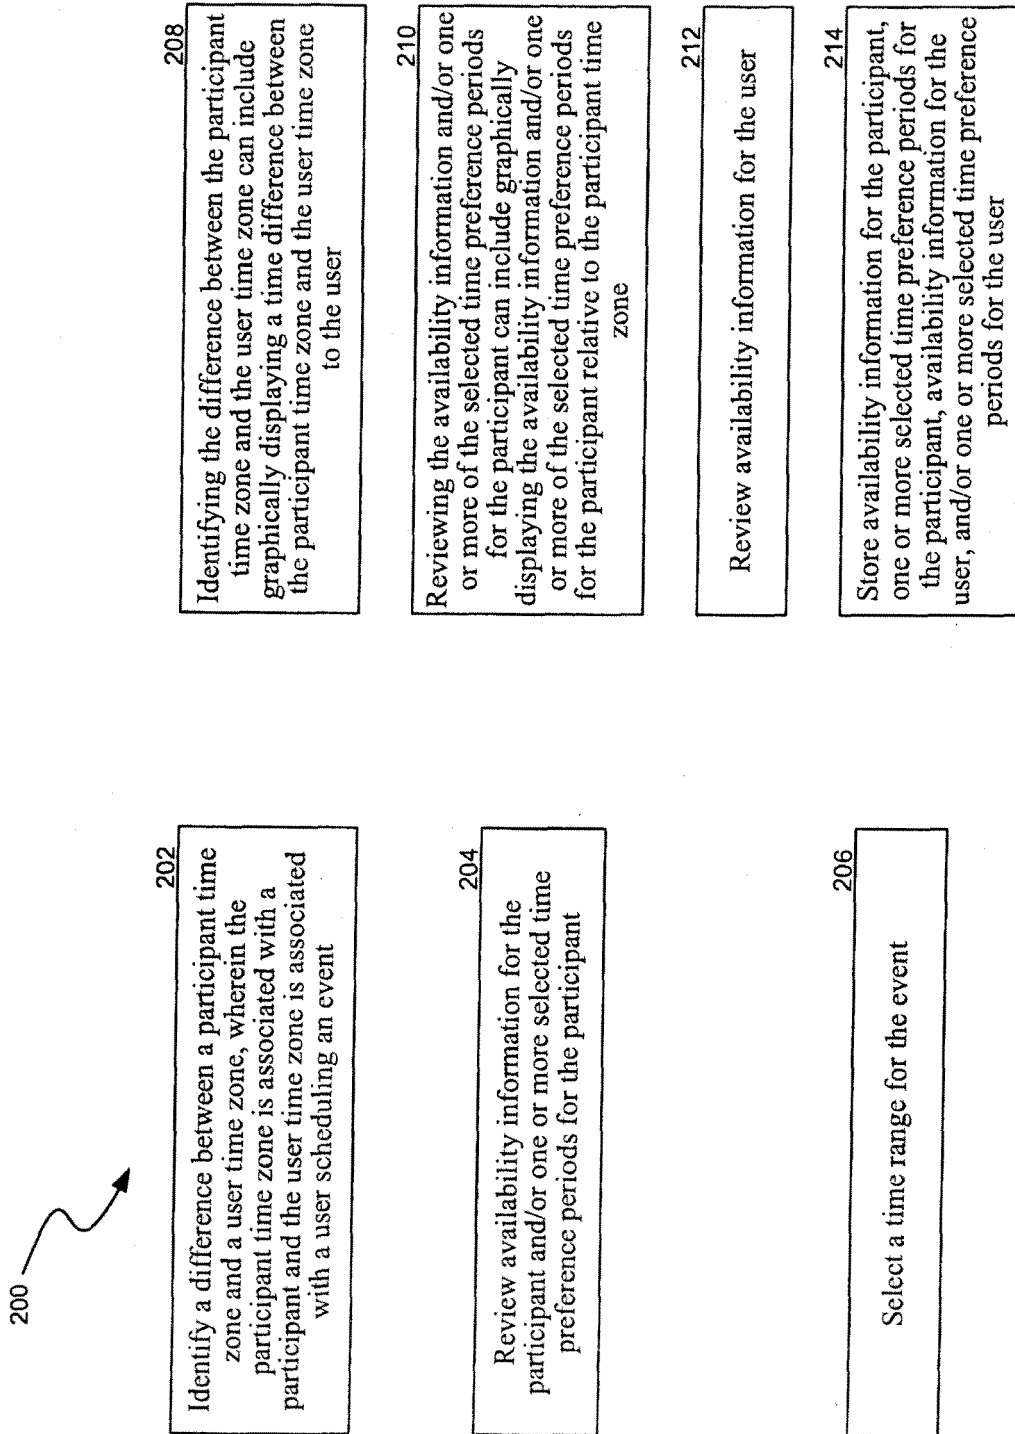 200
202
Identify a difference between a participant time
zone and a user time zone, wherein the
participant time zone is associated with a
participant and the user time zone is associated
with a user scheduling an event
204
Review availability information for the
participant and/or one or more selected time
preference periods for the participant
206
Select a time range for the event
208
Identifying the difference between the participant
time zone and the user time zone can include
graphically displaying a time difference between
the participant time zone and the user time zone
to the user
210
Reviewing the availability information and/or one
or more of the selected time preference periods
for the participant can include graphically
displaying the availability information and/or one
or more of the selected time preference periods
for the participant relative to the participant time
zone
212
Review availability information for the user
214
Store availability information for the participant,
one or more selected time preference periods for
the participant, availability information for the
user, and/or one or more selected time preference
periods for the user